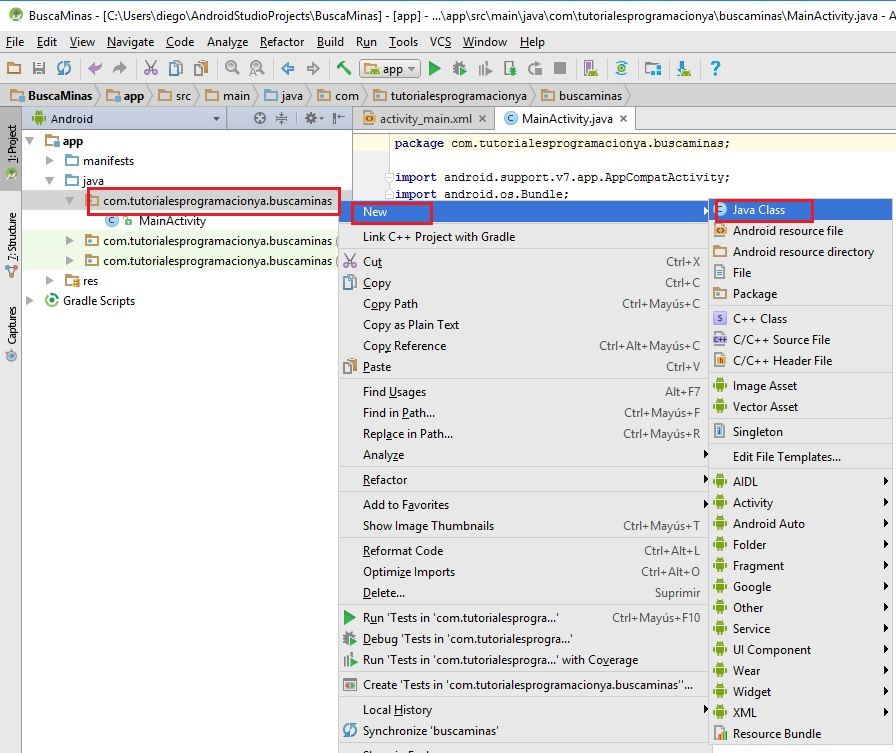 BuscaMinas - [C:\Users\diego\AndroidStudioProjects\BuscaMinas] - [app] - ...\app\src\main\java\com\tutorialesprogramacionya\buscaminas\MainActivity.java - A
File Edit View Navigate Code Analyze Refactor Build Run Tools VCS Window Help
app
BuscaMinas app src main java com tutorialesprogramacionya buscaminas
Android
activity_main.xml
MainActivity.java
1: Project
7: Structure
Captures
app
manifests
java
com.tutorialesprogramacionya.buscaminas
MainActivity
com.tutorialesprogramacionya.buscaminas (
com.tutorialesprogramacionya.buscaminas (
res
Gradle Scripts
package com.tutorialesprogramacionya.buscaminas;
import android.support.v7.app.AppCompatActivity;
import android.os.Bundle;
New
Link C++ Project with Gradle
Cut Ctrl+X
Copy Ctrl+C
Copy Path Ctrl+Mayús+C
Copy as Plain Text
Copy Reference Ctrl+Alt+Mayús+C
Paste Ctrl+V
Find Usages Alt+F7
Find in Path... Ctrl+Mayús+F
Replace in Path... Ctrl+Mayús+R
Analyze
Refactor
Add to Favorites
Show Image Thumbnails Ctrl+Mayús+T
Reformat Code Ctrl+Alt+L
Optimize Imports Ctrl+Alt+O
Delete... Suprimir
Run 'Tests in 'com.tutorialesprogra...' Ctrl+Mayús+F10
Debug 'Tests in 'com.tutorialesprogra...'
Run 'Tests in 'com.tutorialesprogra...' with Coverage
Create 'Tests in 'com.tutorialesprogramacionya.buscaminas''...
Local History
Synchronize 'buscaminas'
Java Class
Android resource file
Android resource directory
File
Package
C++ Class
C/C++ Source File
C/C++ Header File
Image Asset
Vector Asset
Singleton
Edit File Templates...
AIDL
Activity
Android Auto
Folder
Fragment
Google
Other
Service
UI Component
Wear
Widget
XML
Resource Bundle